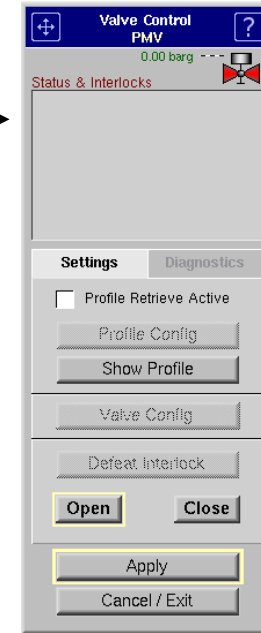 Valve Control
PMV
?
0.00 barg
Status & Interlocks
Settings
Diagnostics
Profile Retrieve Active
Profile Config
Show Profile
Valve Config
Defeat Interlock
Open
Close
Apply
Cancel / Exit